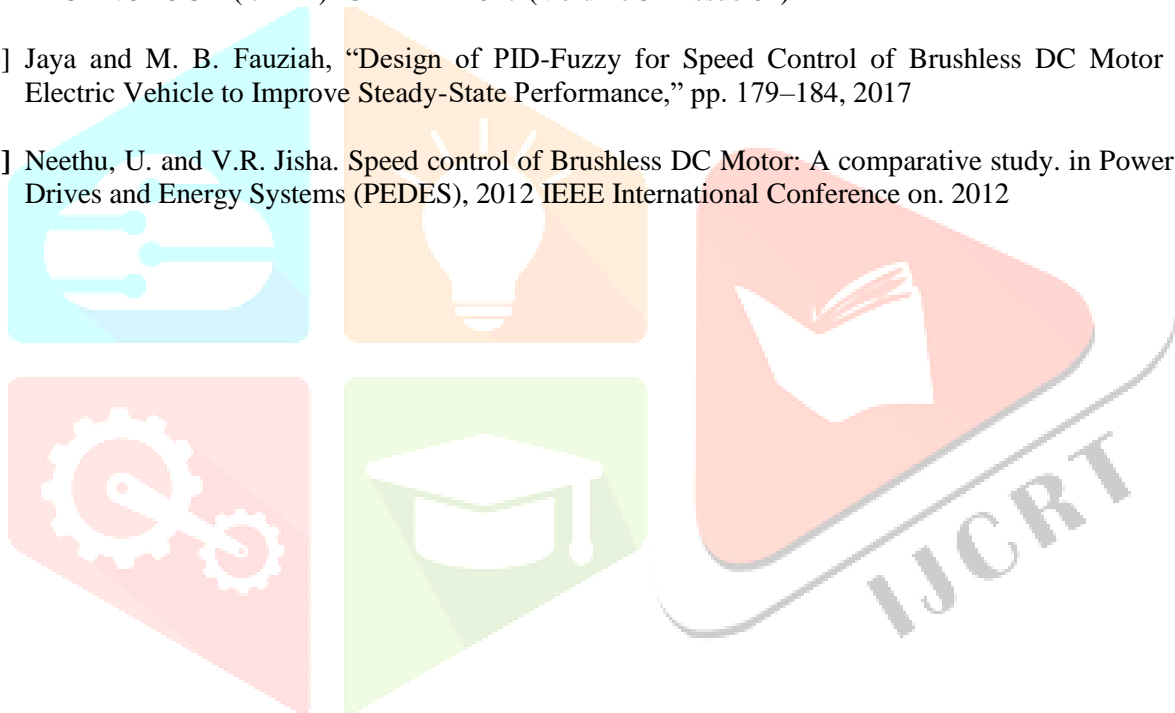 ] Jaya and M. B. Fauziah, “Design of PID-Fuzzy for Speed Control of Brushless DC Motor
Electric Vehicle to Improve Steady-State Performance,” pp. 179–184, 2017
] Neethu, U. and V.R. Jisha. Speed control of Brushless DC Motor: A comparative study. in Power
Drives and Energy Systems (PEDES), 2012 IEEE International Conference on. 2012
IJCRT